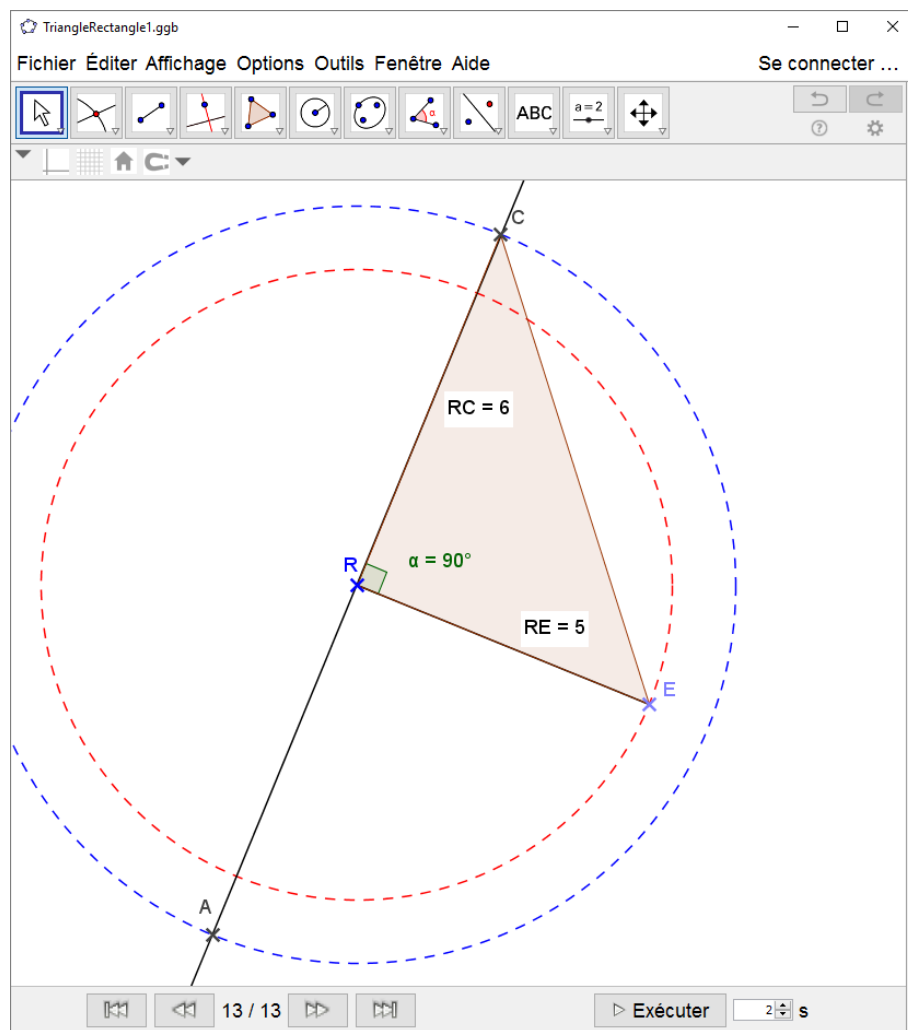 TriangleRectangle1.ggb
Fichier Éditer Affichage Options Outils Fenêtre Aide Se connecter ...
α ABC a=2
C
RC = 6
R α = 90°
RE = 5
E
A
13 / 13 Exécuter 2 s